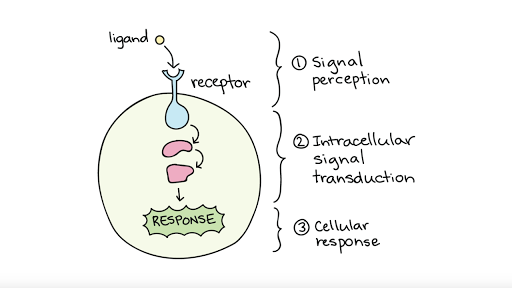 ligand
receptor
① Signal
perception
② Intracellular
signal
transduction
RESPONSE
③ Cellular
response